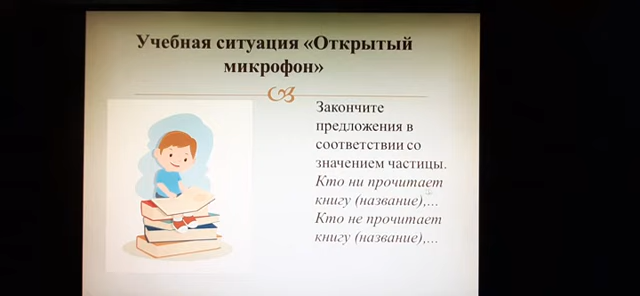 Учебная ситуация «Открытый
микрофон»
Закончите
предложения в
соответствии со
значением частицы.
Кто ни прочитает
книгу (название),...
Кто не прочитает
книгу (название),...